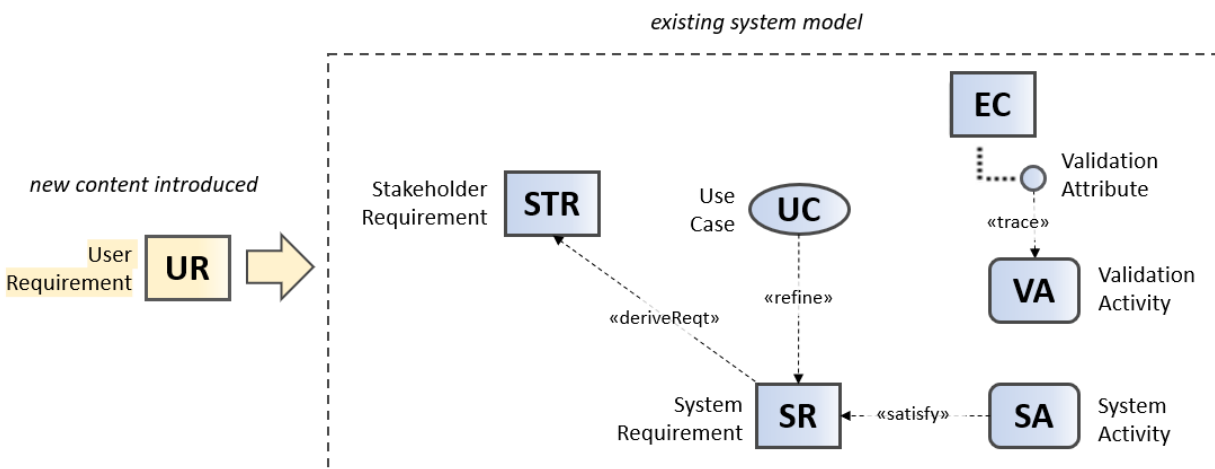 existing system model
new content introduced
User
Requirement
UR
Stakeholder
Requirement
STR
Use
Case
UC
EC
Validation
Attribute
«trace»
VA
Validation
Activity
«deriveReqt»
«refine»
System
Requirement
SR
«satisfy»
SA
System
Activity